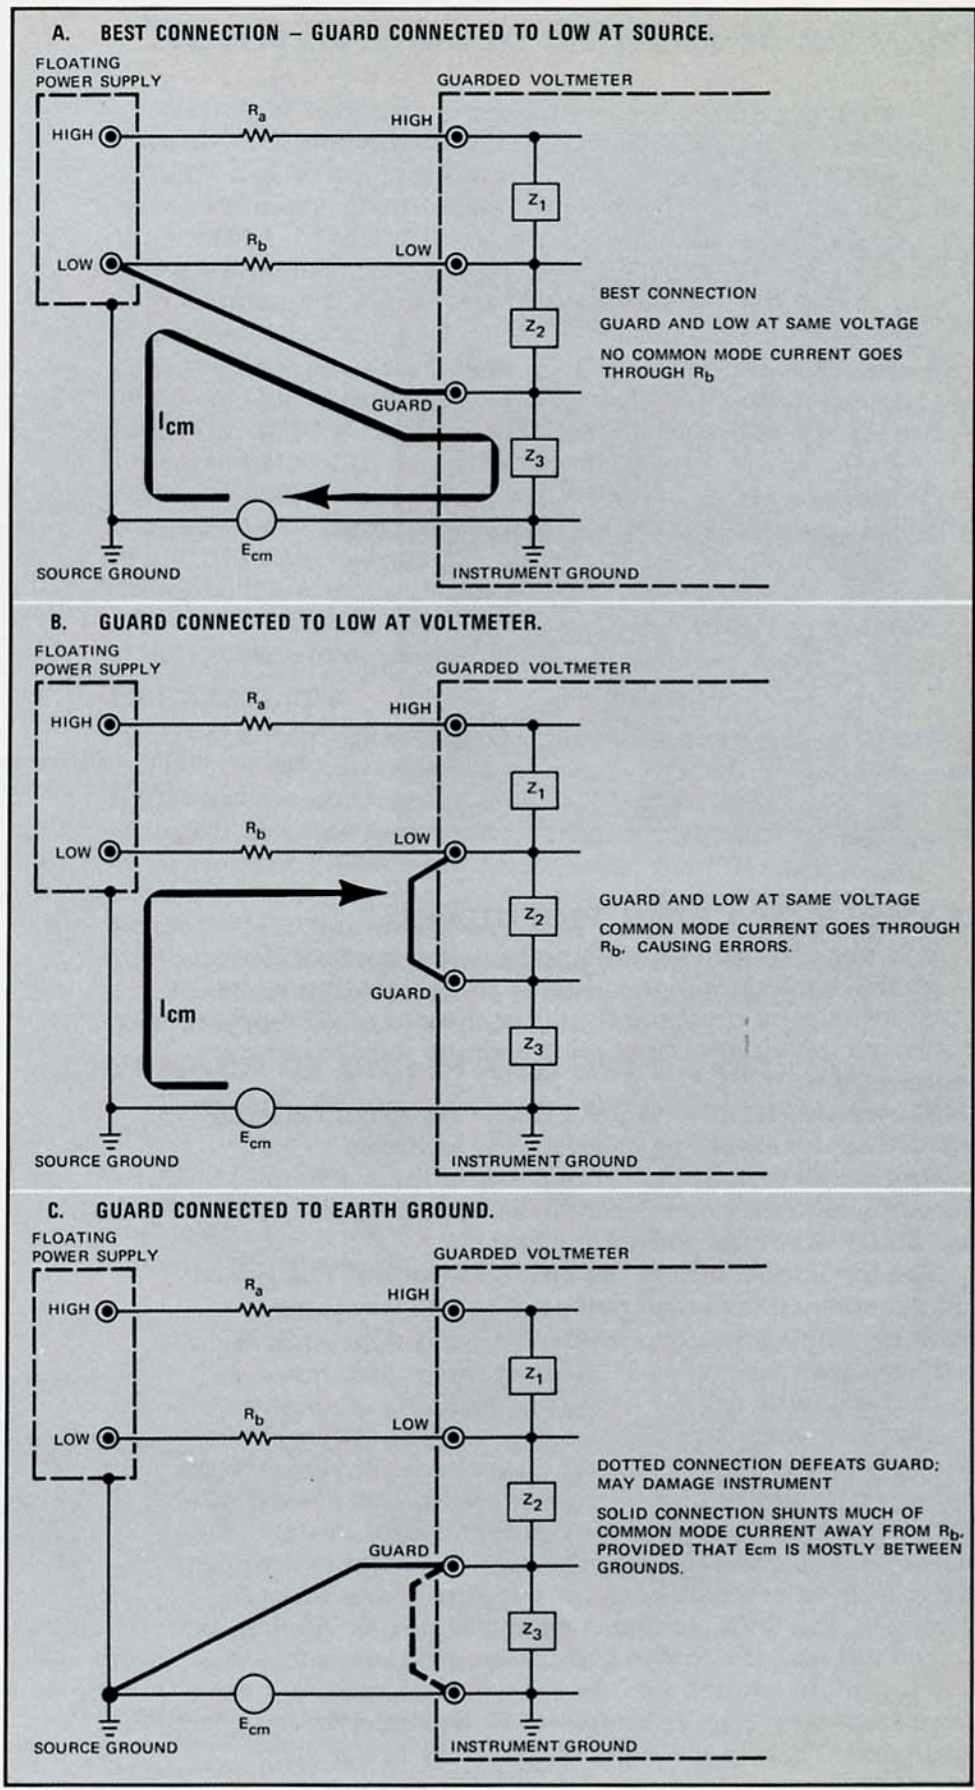 A. BEST CONNECTION – GUARD CONNECTED TO LOW AT SOURCE.
FLOATING
POWER SUPPLY
GUARDED VOLTMETER
HIGH
Ra
HIGH
Z1
LOW
Rb
LOW
Z2
BEST CONNECTION
GUARD AND LOW AT SAME VOLTAGE
NO COMMON MODE CURRENT GOES
THROUGH Rb
GUARD
Icm
Z3
Ecm
SOURCE GROUND
INSTRUMENT GROUND
B. GUARD CONNECTED TO LOW AT VOLTMETER.
FLOATING
POWER SUPPLY
GUARDED VOLTMETER
HIGH
Ra
HIGH
Z1
LOW
Rb
LOW
Z2
GUARD AND LOW AT SAME VOLTAGE
COMMON MODE CURRENT GOES THROUGH
Rb, CAUSING ERRORS.
GUARD
Icm
Z3
Ecm
SOURCE GROUND
INSTRUMENT GROUND
C. GUARD CONNECTED TO EARTH GROUND.
FLOATING
POWER SUPPLY
GUARDED VOLTMETER
HIGH
Ra
HIGH
Z1
LOW
Rb
LOW
Z2
DOTTED CONNECTION DEFEATS GUARD;
MAY DAMAGE INSTRUMENT
SOLID CONNECTION SHUNTS MUCH OF
COMMON MODE CURRENT AWAY FROM Rb,
PROVIDED THAT Ecm IS MOSTLY BETWEEN
GROUNDS.
GUARD
Z3
Ecm
SOURCE GROUND
INSTRUMENT GROUND